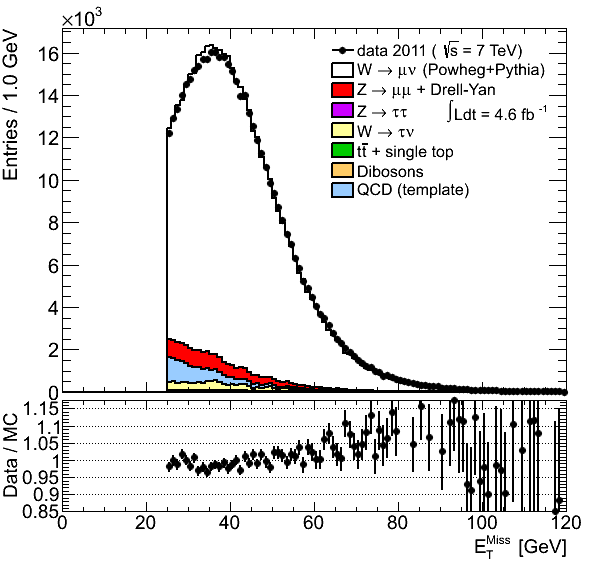 ×10³
Entries / 1.0 GeV
16
14
12
10
8
6
4
2
0
data 2011 ( √s = 7 TeV)
W → μν (Powheg+Pythia)
Z → μμ + Drell-Yan
Z → ττ
∫Ldt = 4.6 fb⁻¹
W → τν
tt̄ + single top
Dibosons
QCD (template)
Data / MC
1.15
1.1
1.05
1
0.95
0.9
0.85
0 20 40 60 80 100 120
E_T^Miss [GeV]